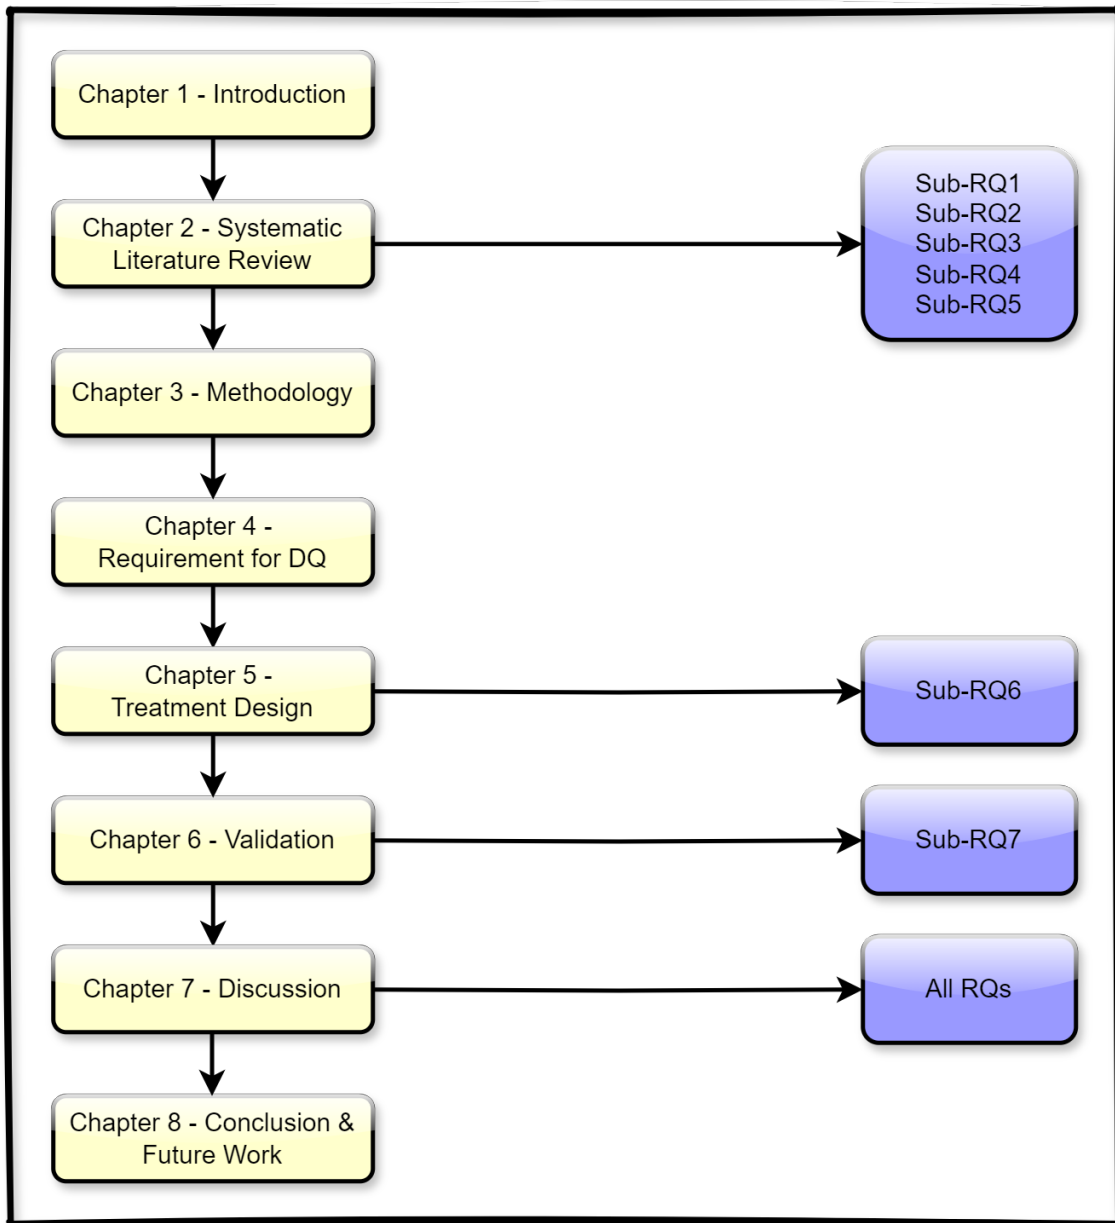 Chapter 1 - Introduction
Chapter 2 - Systematic
Literature Review
Sub-RQ1
Sub-RQ2
Sub-RQ3
Sub-RQ4
Sub-RQ5
Chapter 3 - Methodology
Chapter 4 -
Requirement for DQ
Chapter 5 -
Treatment Design
Sub-RQ6
Chapter 6 - Validation
Sub-RQ7
Chapter 7 - Discussion
All RQs
Chapter 8 - Conclusion &
Future Work